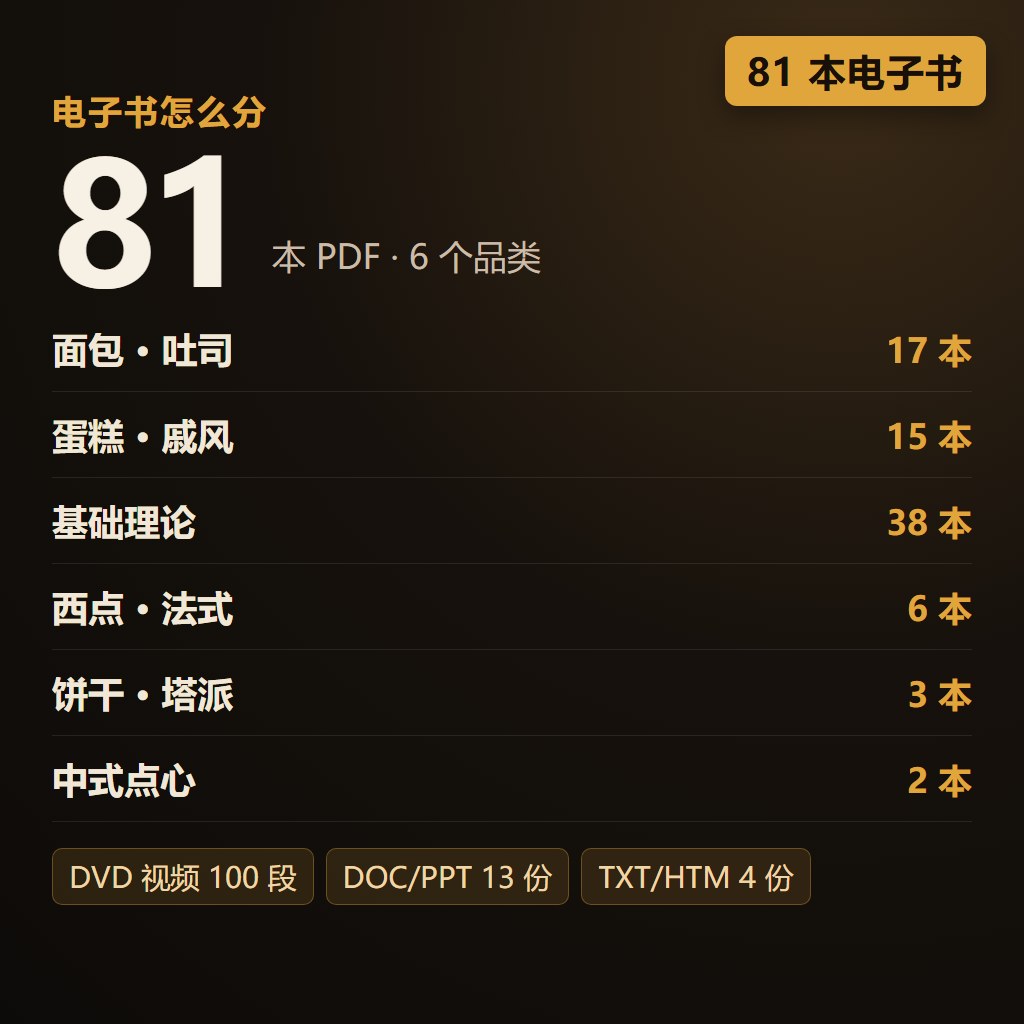 81 本电子书
电子书怎么分
81 本 PDF · 6 个品类
面包 · 吐司 17 本
蛋糕 · 戚风 15 本
基础理论 38 本
西点 · 法式 6 本
饼干 · 塔派 3 本
中式点心 2 本
DVD 视频 100 段 DOC/PPT 13 份 TXT/HTM 4 份